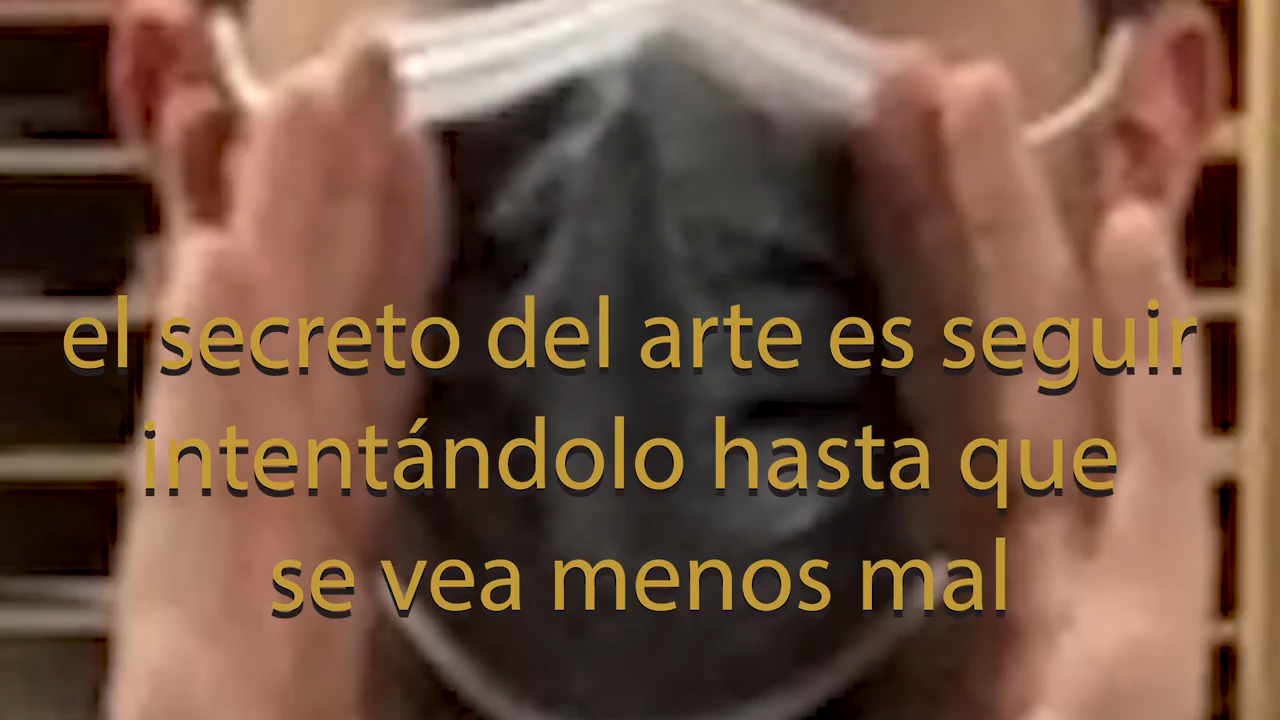 el secreto del arte es seguir
intentándolo hasta que
se vea menos mal